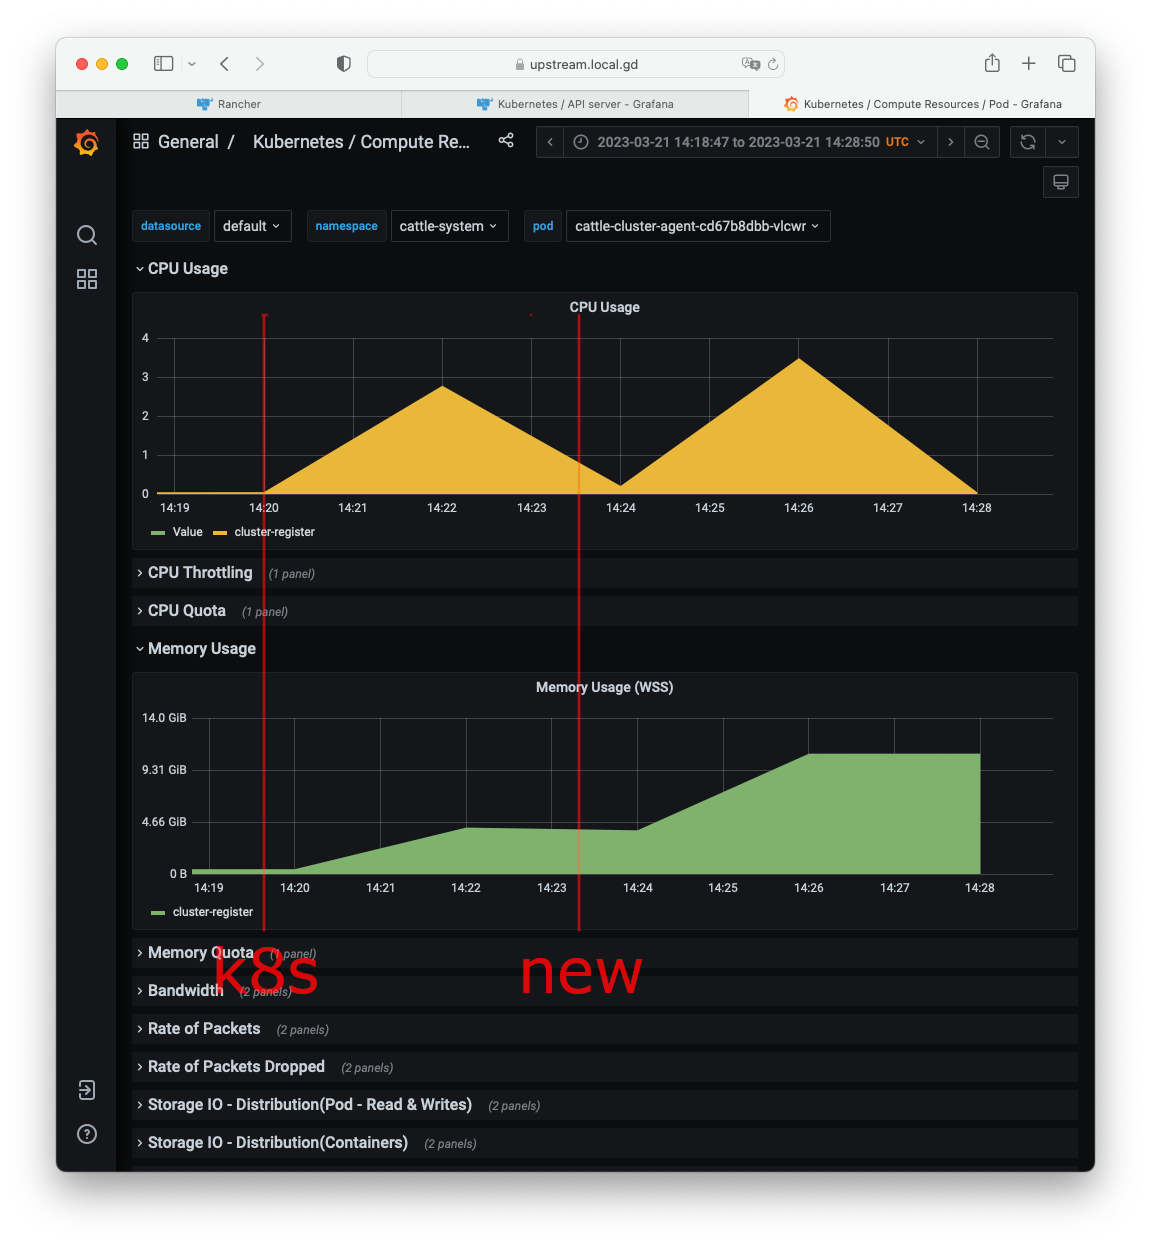 upstream.local.gd
Rancher
Kubernetes / API server - Grafana
Kubernetes / Compute Resources / Pod - Grafana
General / Kubernetes / Compute Re...
2023-03-21 14:18:47 to 2023-03-21 14:28:50 UTC
datasource default namespace cattle-system pod cattle-cluster-agent-cd67b8dbb-vlcwr
CPU Usage
CPU Usage
4
3
2
1
0
14:19 14:20 14:21 14:22 14:23 14:24 14:25 14:26 14:27 14:28
Value cluster-register
CPU Throttling (1 panel)
CPU Quota (1 panel)
Memory Usage
Memory Usage (WSS)
14.0 GiB
9.31 GiB
4.66 GiB
0 B
14:19 14:20 14:21 14:22 14:23 14:24 14:25 14:26 14:27 14:28
cluster-register
Memory Quota (1 panel)
k8s new
Bandwidth (2 panels)
Rate of Packets (2 panels)
Rate of Packets Dropped (2 panels)
Storage IO - Distribution(Pod - Read & Writes) (2 panels)
Storage IO - Distribution(Containers) (2 panels)